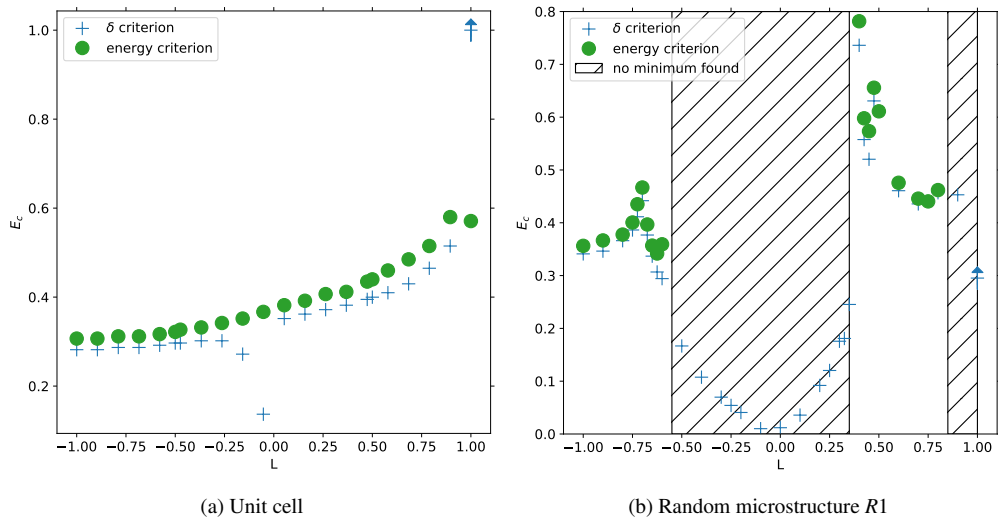 δ criterion
energy criterion
1.0
0.8
0.6
0.4
0.2
E_c
−1.00 −0.75 −0.50 −0.25 0.00 0.25 0.50 0.75 1.00
L
(a) Unit cell
δ criterion
energy criterion
no minimum found
0.8
0.7
0.6
0.5
0.4
0.3
0.2
0.1
0.0
E_c
−1.00 −0.75 −0.50 −0.25 0.00 0.25 0.50 0.75 1.00
L
(b) Random microstructure R1